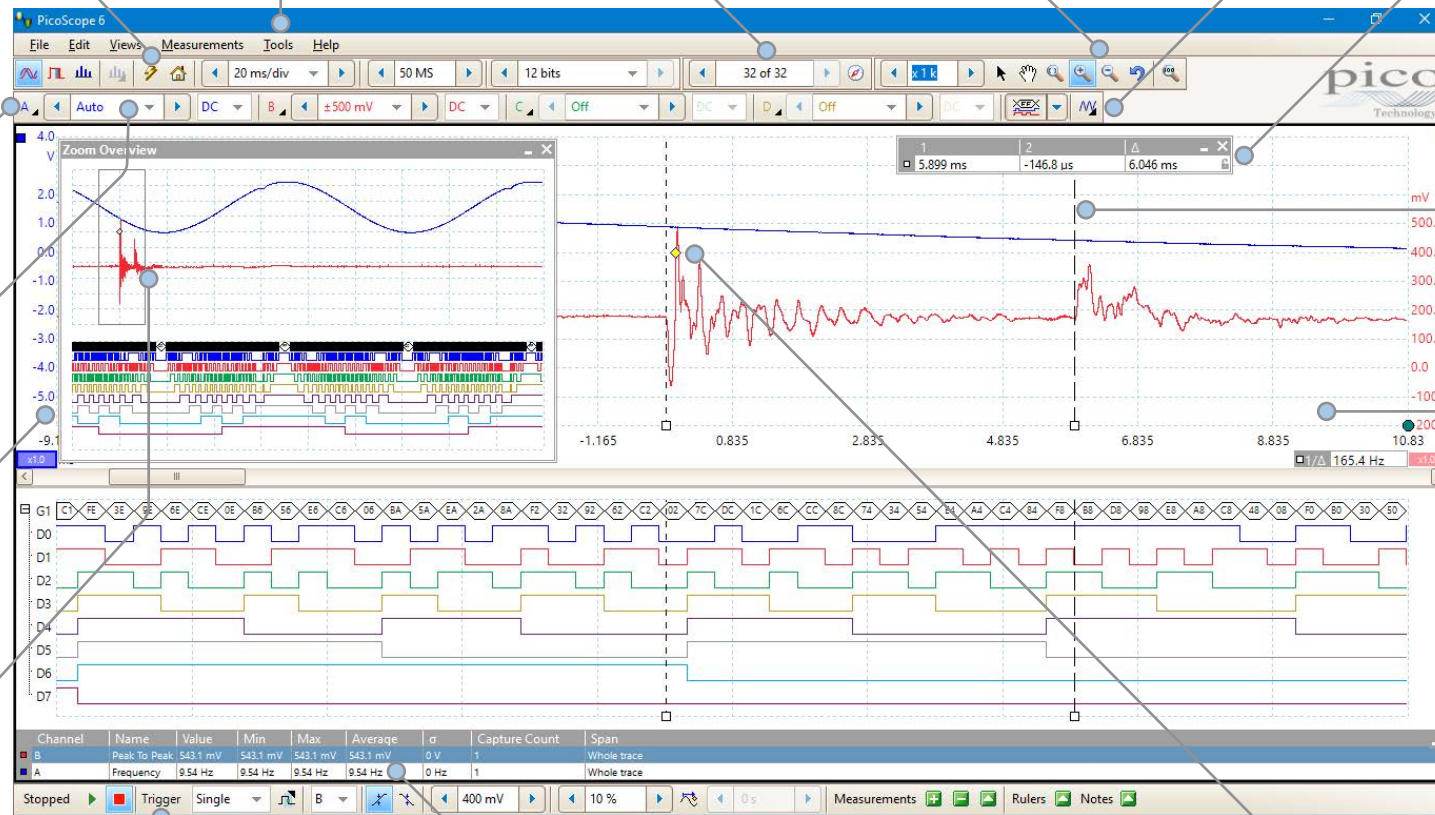 PicoScope 6
File Edit Views Measurements Tools Help
20 ms/div 50 MS 12 bits 32 of 32 x1 k
pico
Technology
A Auto DC B ±500 mV DC C Off DC D Off DC
4.0
V
2.0
1.0
0.0
-1.0
-2.0
-3.0
-4.0
-5.0
Zoom Overview
1 2 Δ
5.899 ms -146.8 µs 6.046 ms
mV
500.
400.
300.
200.
100.
0.0
-100
200
-9.1 -1.165 0.835 2.835 4.835 6.835 8.835 10.83
x1.0 1/Δ 165.4 Hz x1.0
G1 C1 FE 3E 9E 6E CE 0E B6 56 E6 C6 06 BA 5A EA 2A 8A F2 32 92 62 C2 02 7C DC 1C 6C CC 8C 74 34 54 A4 C4 84 F8 B8 D8 98 E8 A8 C8 48 08 F0 B0 30 50
D0
D1
D2
D3
D4
D5
D6
D7
Channel Name Value Min Max Average σ Capture Count Span
B Peak To Peak 543.1 mV 543.1 mV 543.1 mV 543.1 mV 0 V 1 Whole trace
A Frequency 9.54 Hz 9.54 Hz 9.54 Hz 9.54 Hz 0 Hz 1 Whole trace
Stopped Trigger Single B 400 mV 10 % 0 s Measurements Rulers Notes